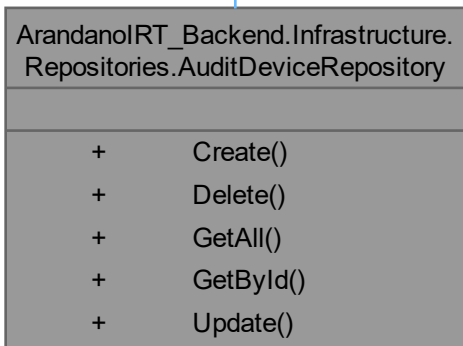 ArandanoIRT_Backend.Infrastructure.
Repositories.AuditDeviceRepository
+ Create()
+ Delete()
+ GetAll()
+ GetById()
+ Update()